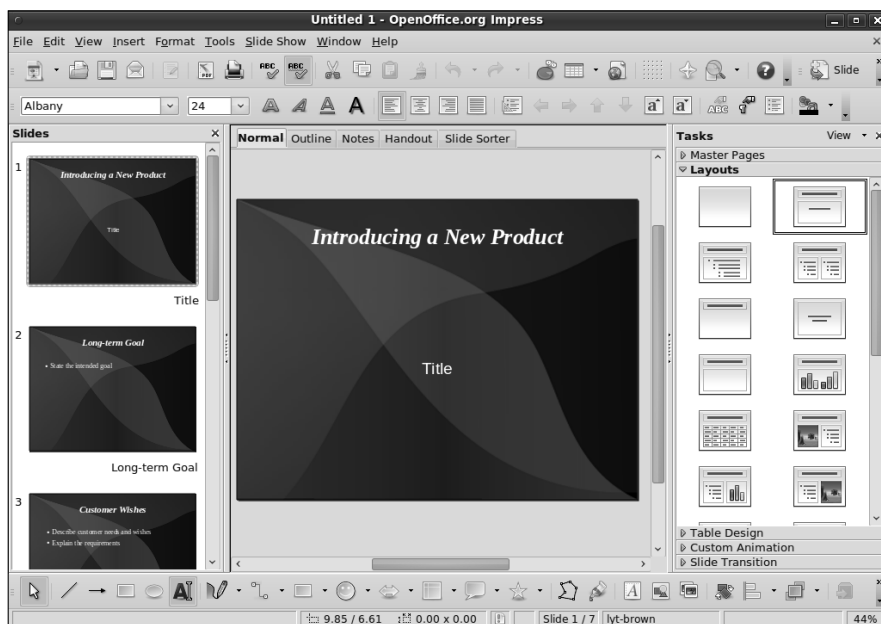 Untitled 1 - OpenOffice.org Impress
File Edit View Insert Format Tools Slide Show Window Help
Slide
Albany 24
Slides
Normal Outline Notes Handout Slide Sorter
Tasks View
Master Pages
Layouts
1
Introducing a New Product
Title
Title
2
Long-term Goal
State the intended goal
Long-term Goal
3
Customer Wishes
Describe customer needs and wishes
Explain the requirements
Introducing a New Product
Title
Table Design
Custom Animation
Slide Transition
9.85 / 6.61 0.00 x 0.00 Slide 1 / 7 lyt-brown 44%